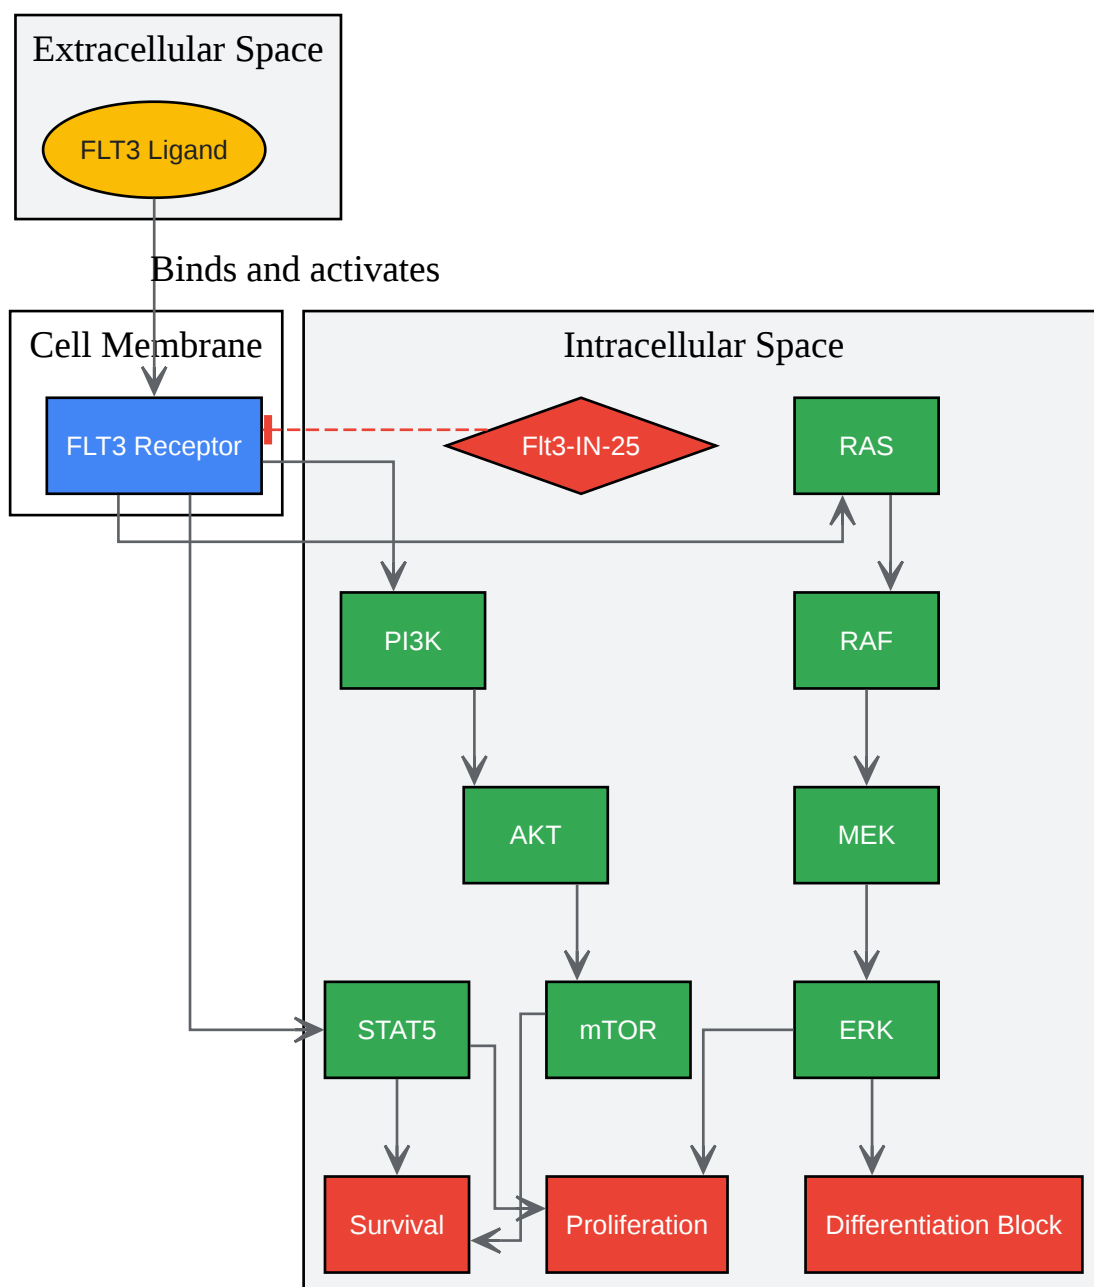 Extracellular Space
FLT3 Ligand
Binds and activates
Cell Membrane
Intracellular Space
FLT3 Receptor
Flt3-IN-25
RAS
PI3K
RAF
AKT
MEK
STAT5
mTOR
ERK
Survival
Proliferation
Differentiation Block